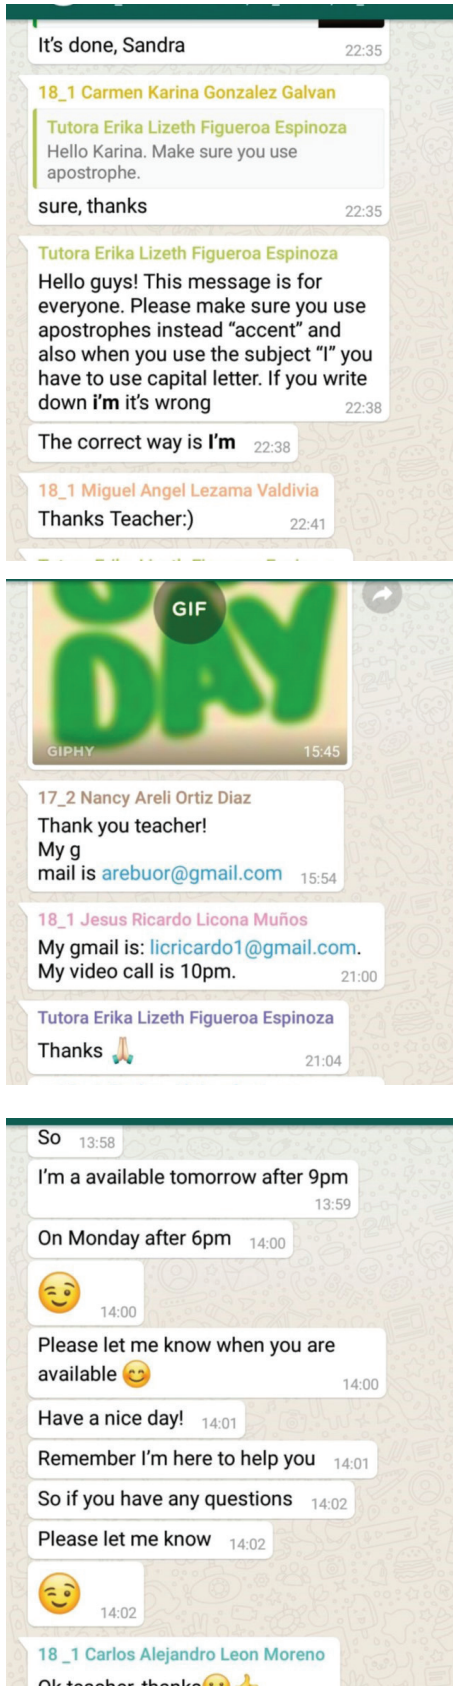 It's done, Sandra
22:35
18_1 Carmen Karina Gonzalez Galvan
Tutora Erika Lizeth Figueroa Espinoza
Hello Karina. Make sure you use
apostrophe.
sure, thanks
22:35
Tutora Erika Lizeth Figueroa Espinoza
Hello guys! This message is for
everyone. Please make sure you use
apostrophes instead “accent” and
also when you use the subject “I” you
have to use capital letter. If you write
down i'm it's wrong
22:38
The correct way is I'm 22:38
18_1 Miguel Angel Lezama Valdivia
Thanks Teacher:)
22:41
GIF
DAY
GIPHY 15:45
17_2 Nancy Areli Ortiz Diaz
Thank you teacher!
My g
mail is arebuor@gmail.com 15:54
18_1 Jesus Ricardo Licona Muños
My gmail is: licricardo1@gmail.com.
My video call is 10pm.
21:00
Tutora Erika Lizeth Figueroa Espinoza
Thanks
21:04
So 13:58
I'm a available tomorrow after 9pm
13:59
On Monday after 6pm 14:00
14:00
Please let me know when you are
available
14:00
Have a nice day! 14:01
Remember I'm here to help you 14:01
So if you have any questions 14:02
Please let me know 14:02
14:02
18 _1 Carlos Alejandro Leon Moreno
Ok teacher, thanks